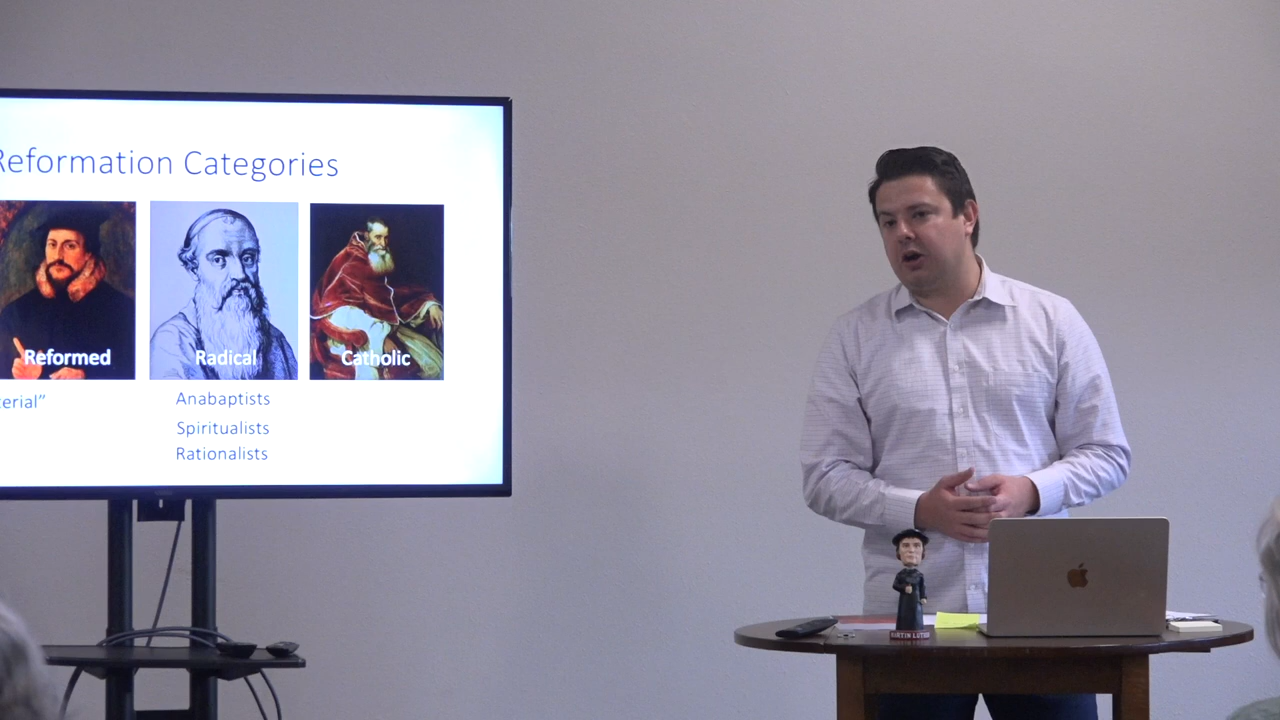 Reformation Categories
Reformed
Radical
Catholic
erial”
Anabaptists
Spiritualists
Rationalists
MARTIN LUTHER